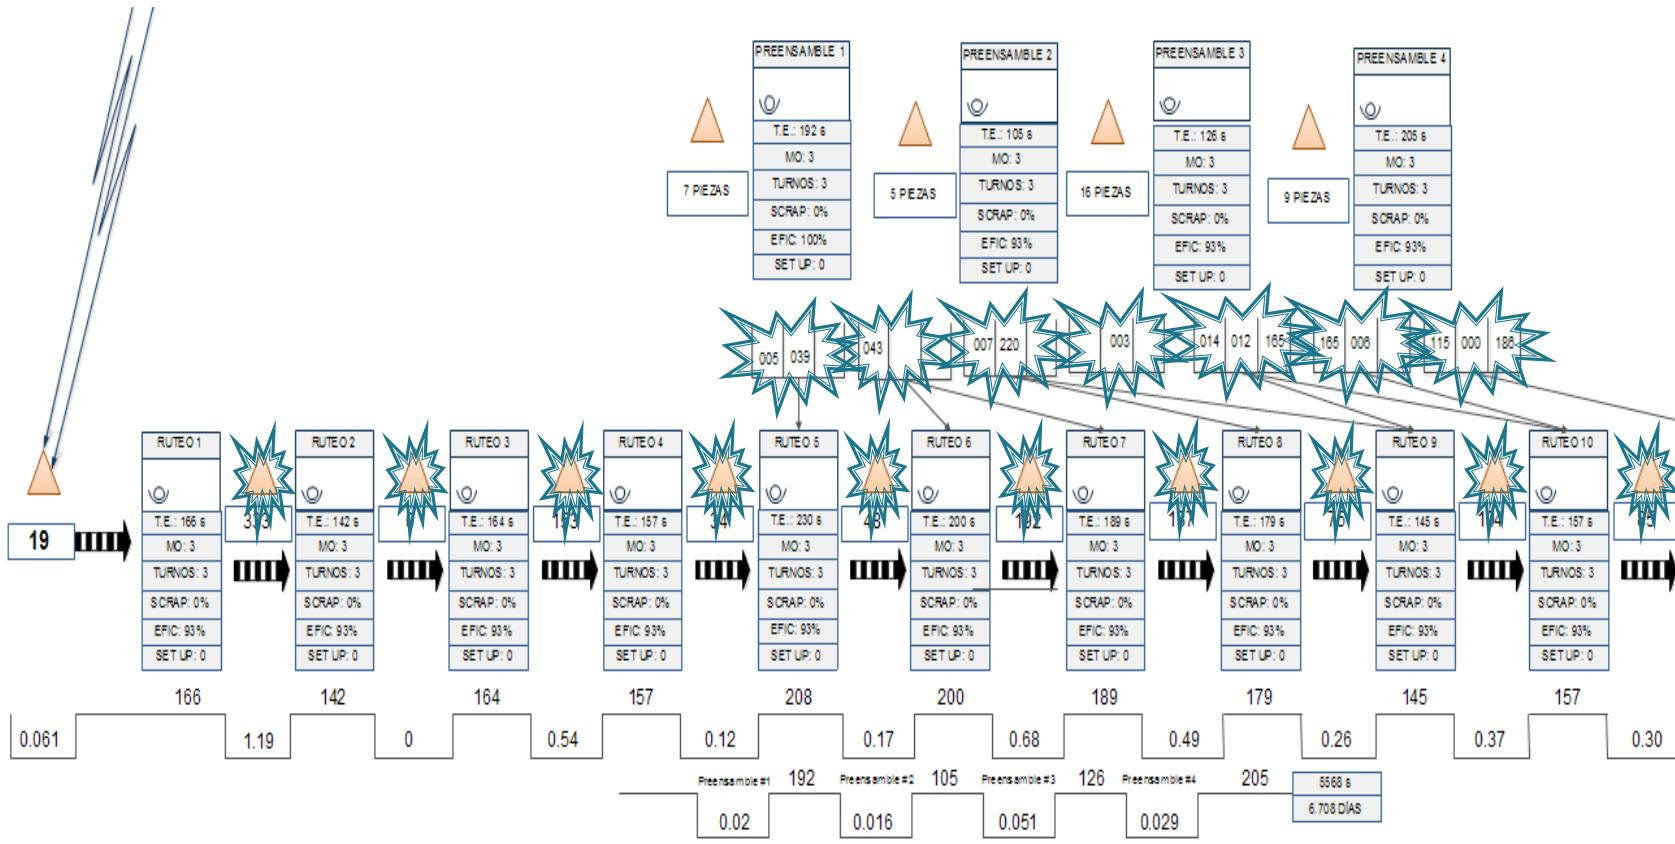 PREENSAMBLE 1
PREENSAMBLE 2
PREENSAMBLE 3
PREENSAMBLE 4
T.E.: 192 s
T.E.: 105 s
T.E.: 126 s
T.E.: 205 s
MO: 3
MO: 3
MO: 3
MO: 3
7 PIEZAS
TURNOS: 3
5 PIEZAS
TURNOS: 3
16 PIEZAS
TURNOS: 3
9 PIEZAS
TURNOS: 3
SCRAP: 0%
SCRAP: 0%
SCRAP: 0%
SCRAP: 0%
EFIC: 100%
EFIC: 93%
EFIC: 93%
EFIC: 93%
SET UP: 0
SET UP: 0
SET UP: 0
SET UP: 0
005 039 043 007 220 003 014 012 165 165 006 115 000 186
RUTEO 1
RUTEO 2
RUTEO 3
RUTEO 4
RUTEO 5
RUTEO 6
RUTEO 7
RUTEO 8
RUTEO 9
RUTEO 10
19
T.E.: 166 s
T.E.: 142 s
T.E.: 164 s
T.E.: 157 s
T.E.: 230 s
T.E.: 200 s
T.E.: 189 s
T.E.: 179 s
T.E.: 145 s
T.E.: 157 s
MO: 3
MO: 3
MO: 3
MO: 3
MO: 3
MO: 3
MO: 3
MO: 3
MO: 3
MO: 3
TURNOS: 3
TURNOS: 3
TURNOS: 3
TURNOS: 3
TURNOS: 3
TURNOS: 3
TURNOS: 3
TURNOS: 3
TURNOS: 3
TURNOS: 3
SCRAP: 0%
SCRAP: 0%
SCRAP: 0%
SCRAP: 0%
SCRAP: 0%
SCRAP: 0%
SCRAP: 0%
SCRAP: 0%
SCRAP: 0%
SCRAP: 0%
EFIC: 93%
EFIC: 93%
EFIC: 93%
EFIC: 93%
EFIC: 93%
EFIC: 93%
EFIC: 93%
EFIC: 93%
EFIC: 93%
EFIC: 93%
SET UP: 0
SET UP: 0
SET UP: 0
SET UP: 0
SET UP: 0
SET UP: 0
SET UP: 0
SET UP: 0
SET UP: 0
SET UP: 0
166 142 164 157 208 200 189 179 145 157
0.061 1.19 0 0.54 0.12 0.17 0.68 0.49 0.26 0.37 0.30
Preensamble #1 192 Preensamble #2 105 Preensamble #3 126 Preensamble #4 205 5568 s
6.708 DÍAS
0.02 0.016 0.051 0.029